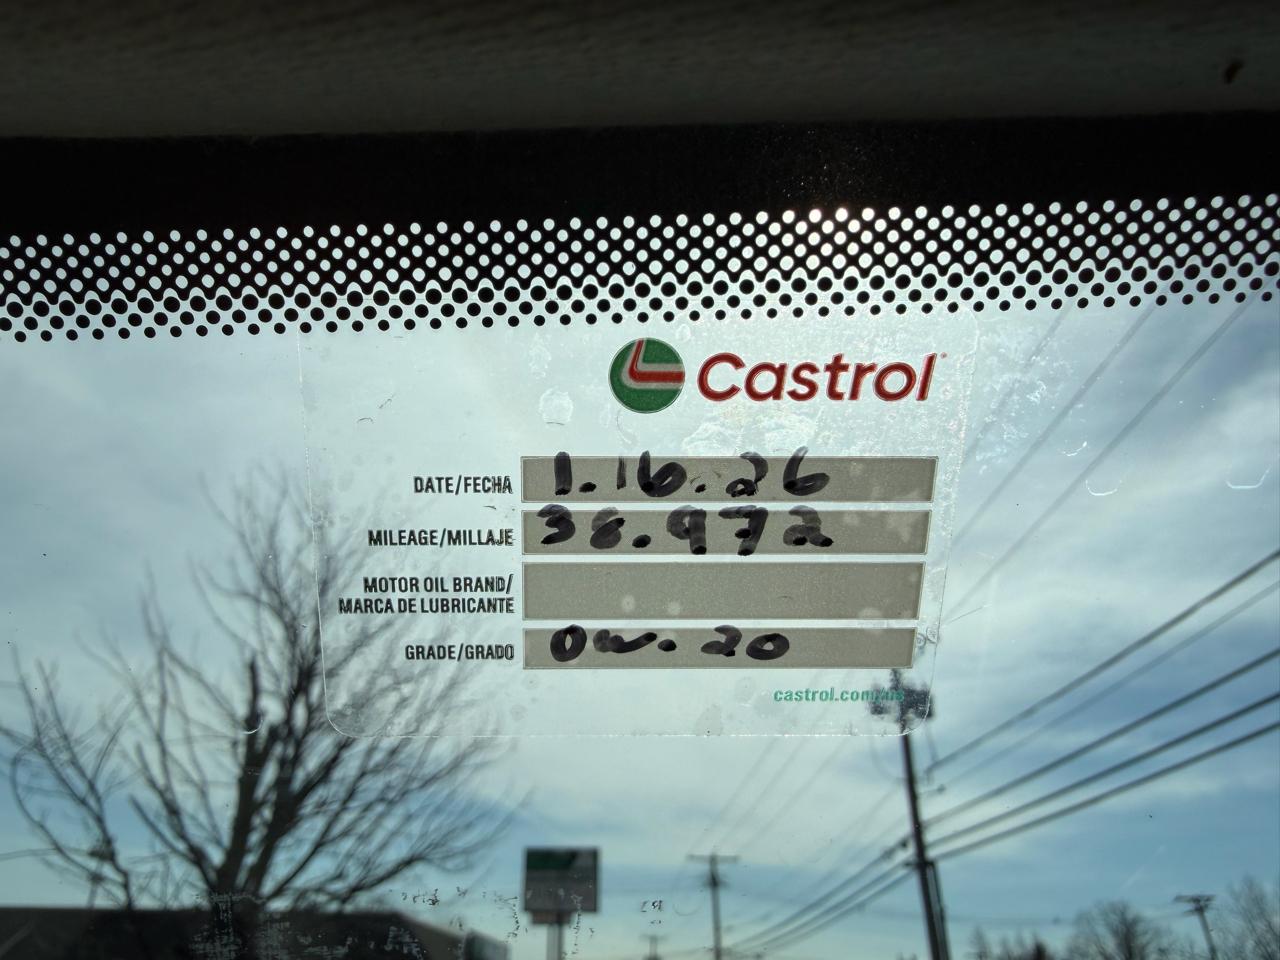 Castrol
DATE/FECHA 1.16.26
MILEAGE/MILLAJE 38.972
MOTOR OIL BRAND/
MARCA DE LUBRICANTE
GRADE/GRADO 0w.20
castrol.com/us